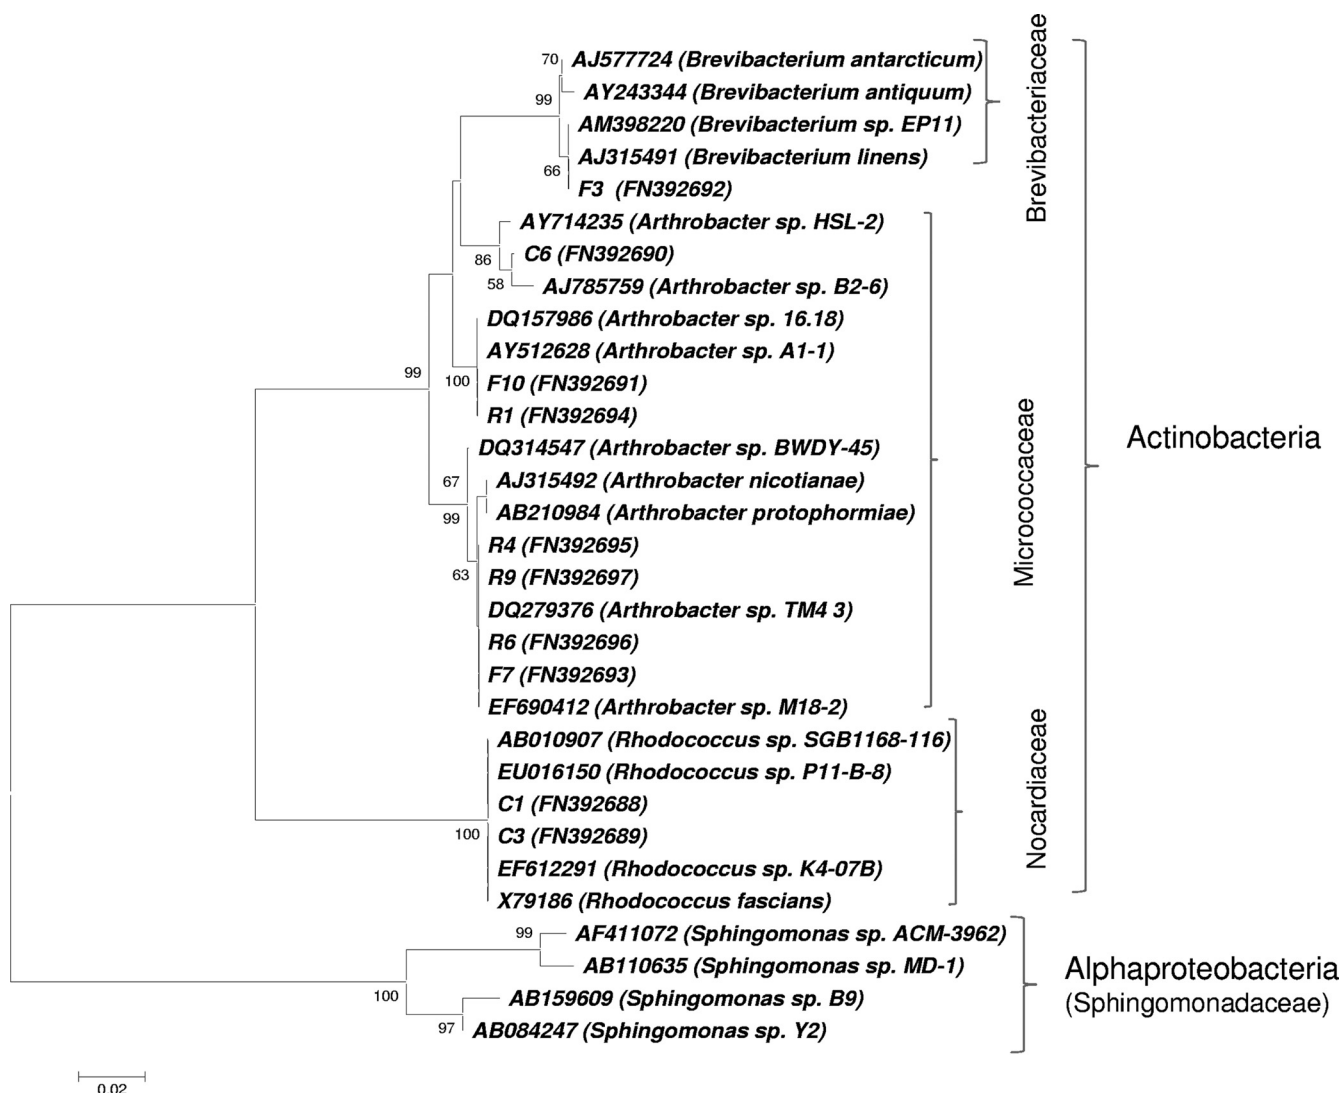 70
AJ577724 (Brevibacterium antarcticum)
AY243344 (Brevibacterium antiquum)
99
AM398220 (Brevibacterium sp. EP11)
AJ315491 (Brevibacterium linens)
66
F3 (FN392692)
Brevibacteriaceae
AY714235 (Arthrobacter sp. HSL-2)
C6 (FN392690)
86
58
AJ785759 (Arthrobacter sp. B2-6)
DQ157986 (Arthrobacter sp. 16.18)
AY512628 (Arthrobacter sp. A1-1)
99
100
F10 (FN392691)
R1 (FN392694)
Actinobacteria
DQ314547 (Arthrobacter sp. BWDY-45)
67
AJ315492 (Arthrobacter nicotianae)
AB210984 (Arthrobacter protophormiae)
99
Micrococcaceae
R4 (FN392695)
63
R9 (FN392697)
DQ279376 (Arthrobacter sp. TM4 3)
R6 (FN392696)
F7 (FN392693)
EF690412 (Arthrobacter sp. M18-2)
AB010907 (Rhodococcus sp. SGB1168-116)
EU016150 (Rhodococcus sp. P11-B-8)
Nocardiaceae
C1 (FN392688)
100
C3 (FN392689)
EF612291 (Rhodococcus sp. K4-07B)
X79186 (Rhodococcus fascians)
99
AF411072 (Sphingomonas sp. ACM-3962)
AB110635 (Sphingomonas sp. MD-1)
Alphaproteobacteria
(Sphingomonadaceae)
100
AB159609 (Sphingomonas sp. B9)
97
AB084247 (Sphingomonas sp. Y2)
0.02